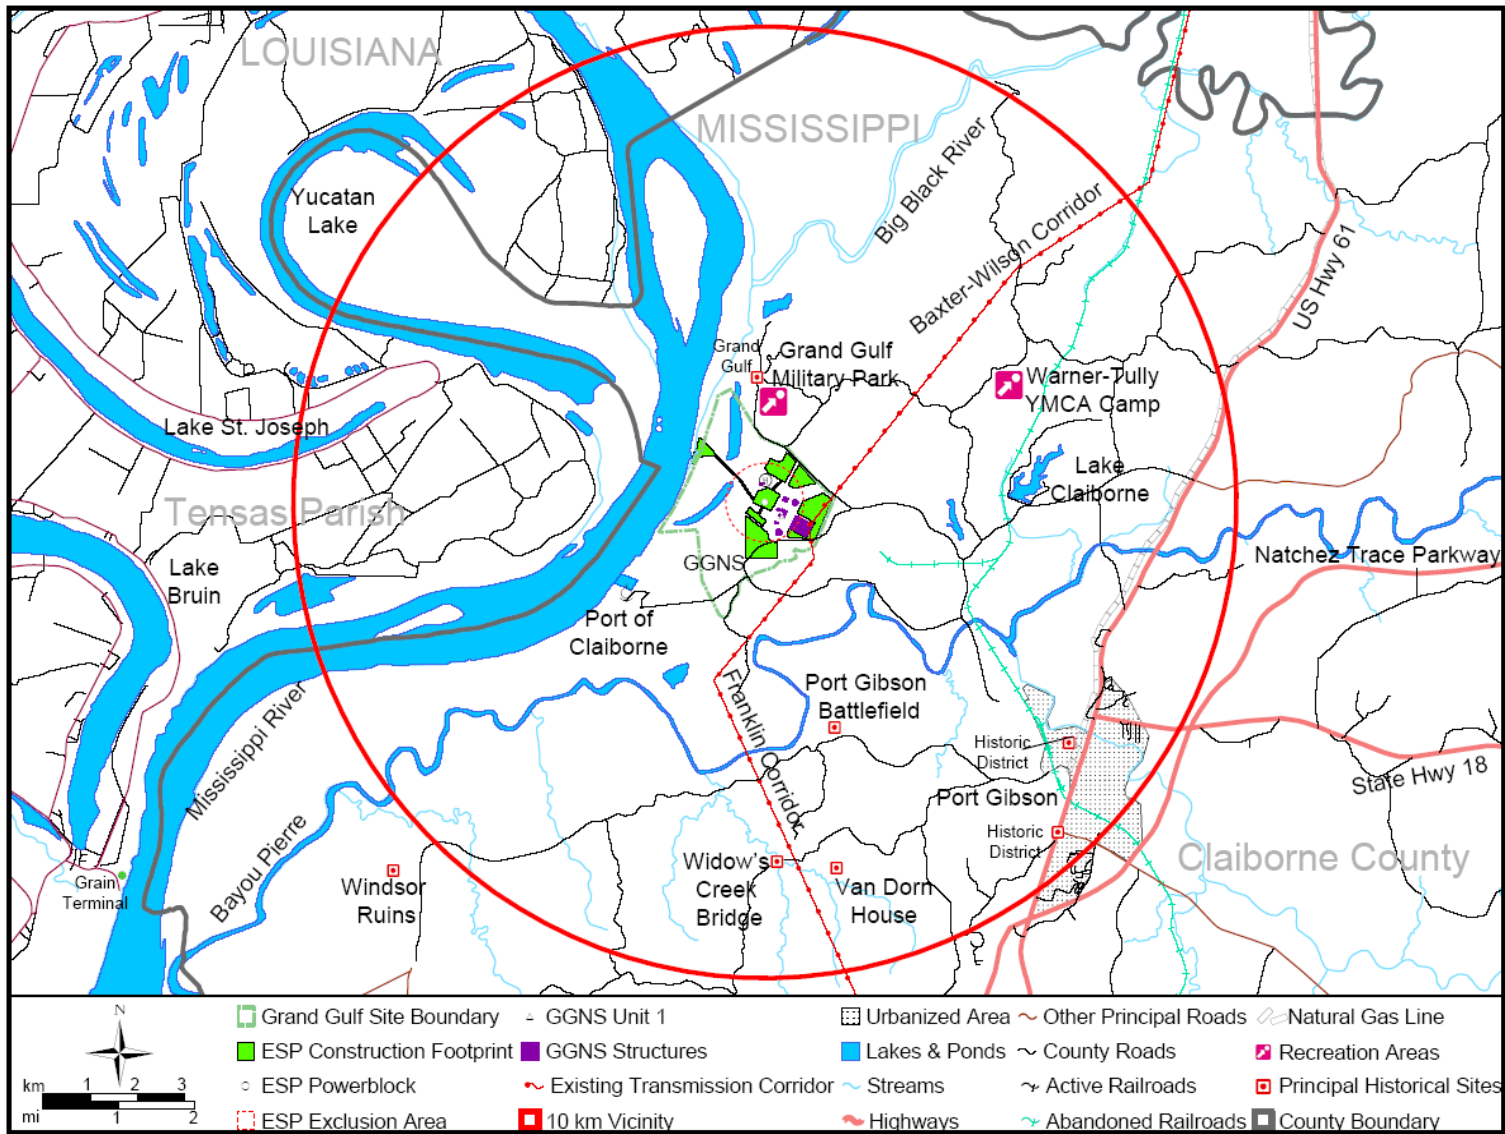 LOUISIANA
MISSISSIPPI
Yucatan
Lake
Big Black River
Baxter-Wilson Corridor
US Hwy 61
Grand
Gulf
Grand Gulf
Military Park
Warner-Tully
YMCA Camp
Lake St. Joseph
Lake
Claiborne
Tensas Parish
Natchez Trace Parkway
GGNS
Lake
Bruin
Port of
Claiborne
Mississippi River
Franklin Corridor
Port Gibson
Battlefield
Historic
District
State Hwy 18
Port Gibson
Historic
District
Claiborne County
Bayou Pierre
Grain
Terminal
Windsor
Ruins
Widow's
Creek
Bridge
Van Dorn
House
N
km 1 2 3
mi 1 2
Grand Gulf Site Boundary
ESP Construction Footprint
ESP Powerblock
ESP Exclusion Area
GGNS Unit 1
GGNS Structures
Existing Transmission Corridor
10 km Vicinity
Urbanized Area
Lakes & Ponds
Streams
Highways
Other Principal Roads
County Roads
Active Railroads
Abandoned Railroads
Natural Gas Line
Recreation Areas
Principal Historical Sites
County Boundary